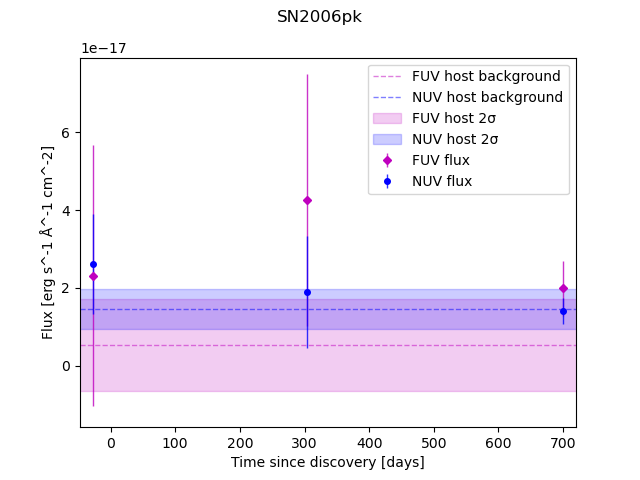 SN2006pk
1e−17
FUV host background
NUV host background
FUV host 2σ
NUV host 2σ
FUV flux
NUV flux
6
4
2
0
Flux [erg s^-1 Å^-1 cm^-2]
0 100 200 300 400 500 600 700
Time since discovery [days]